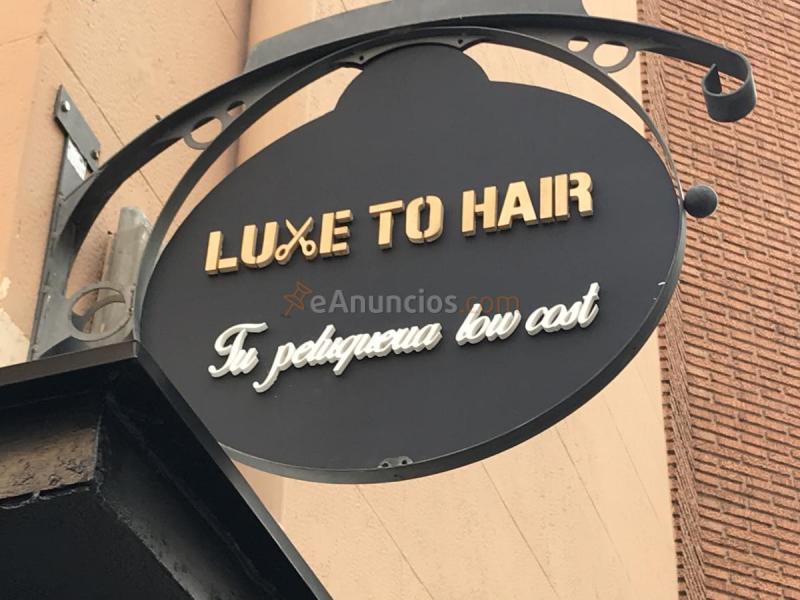 LUXE TO HAIR
eAnuncios.com
Tu peluqueria low cost